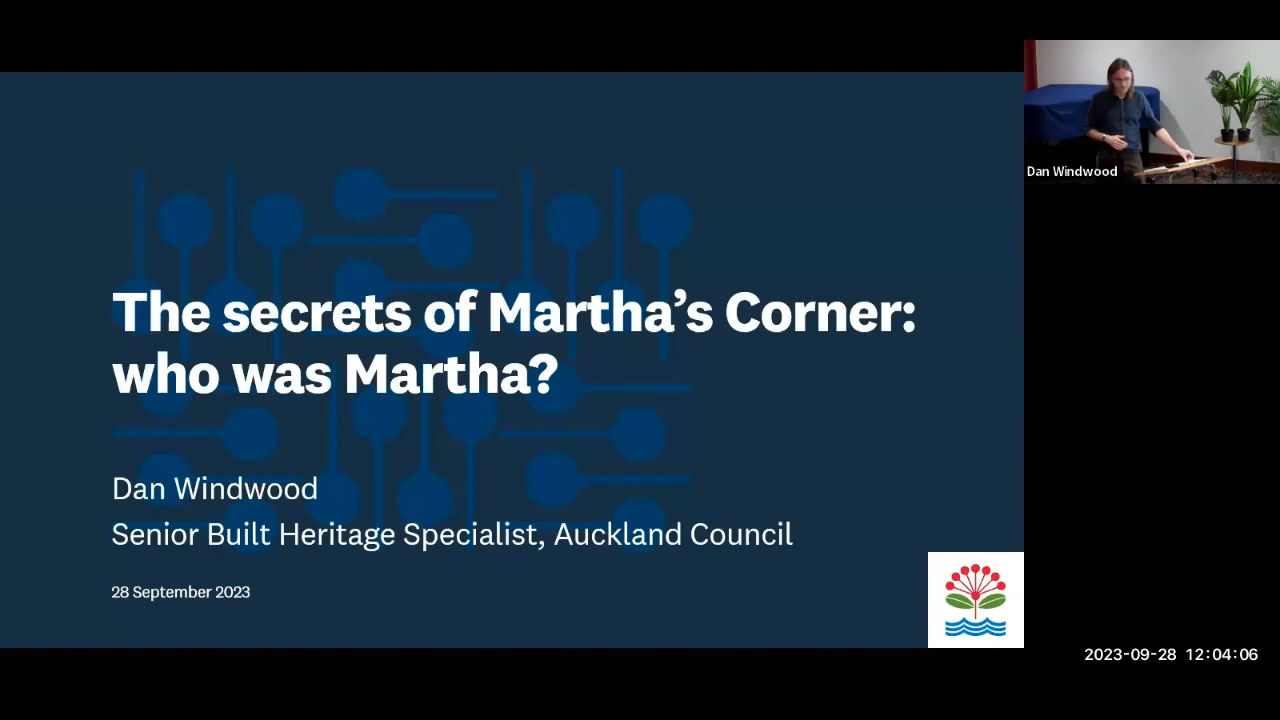 The secrets of Martha’s Corner:
who was Martha?
Dan Windwood
Senior Built Heritage Specialist, Auckland Council
28 September 2023
Dan Windwood
2023-09-28 12:04:06